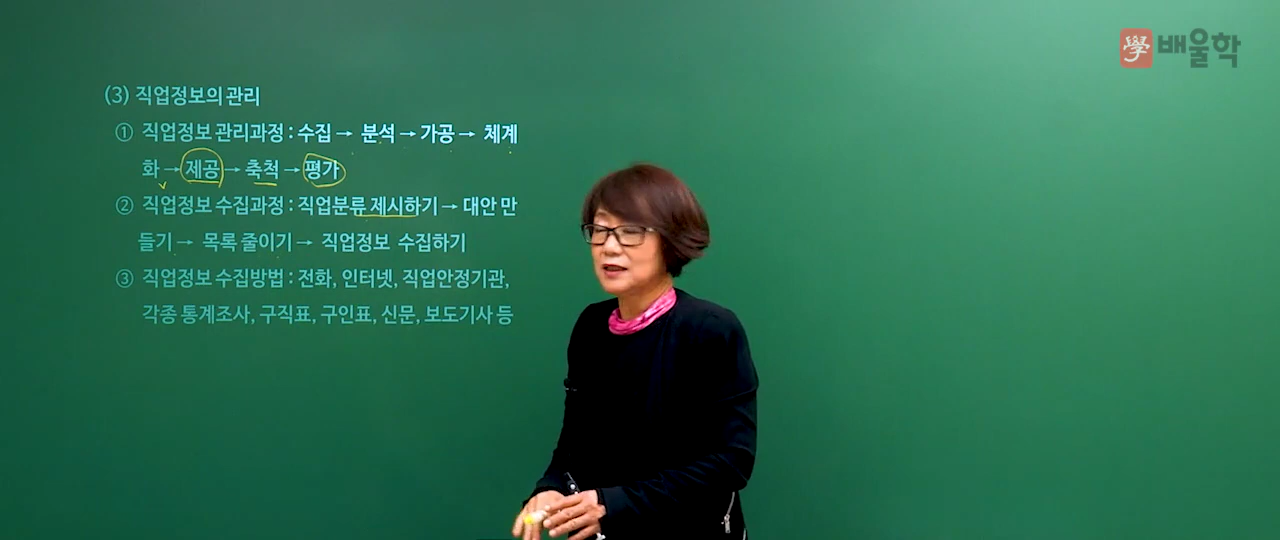 學 배울학
(3) 직업정보의 관리
① 직업정보 관리과정 : 수집 → 분석 → 가공 → 체계
화 → 제공 → 축척 → 평가
② 직업정보 수집과정 : 직업분류 제시하기 → 대안 만
들기 → 목록 줄이기 → 직업정보 수집하기
③ 직업정보 수집방법 : 전화, 인터넷, 직업안정기관,
각종 통계조사, 구직표, 구인표, 신문, 보도기사 등